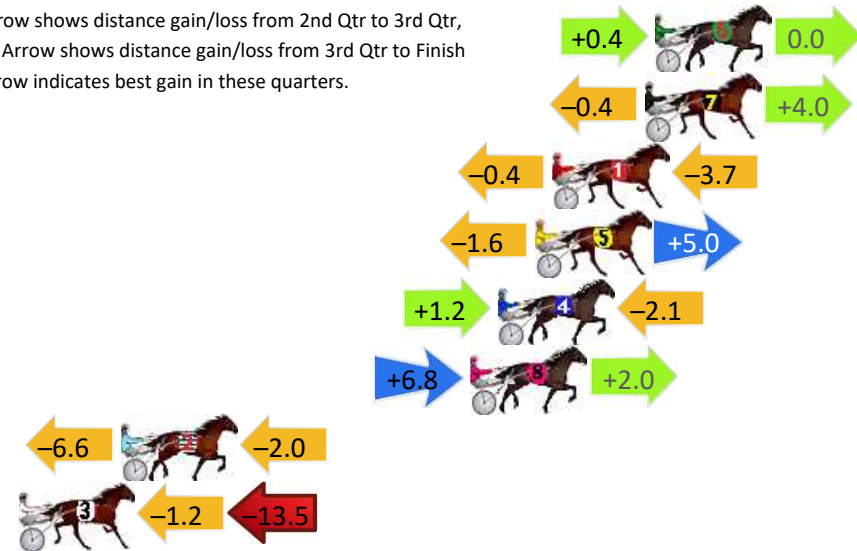 row shows distance gain/loss from 2nd Qtr to 3rd Qtr,
Arrow shows distance gain/loss from 3rd Qtr to Finish
row indicates best gain in these quarters.
+0.4 6 0.0
−0.4 7 +4.0
−0.4 1 −3.7
−1.6 5 +5.0
+1.2 4 −2.1
+6.8 8 +2.0
−6.6 2 −2.0
3 −1.2 −13.5